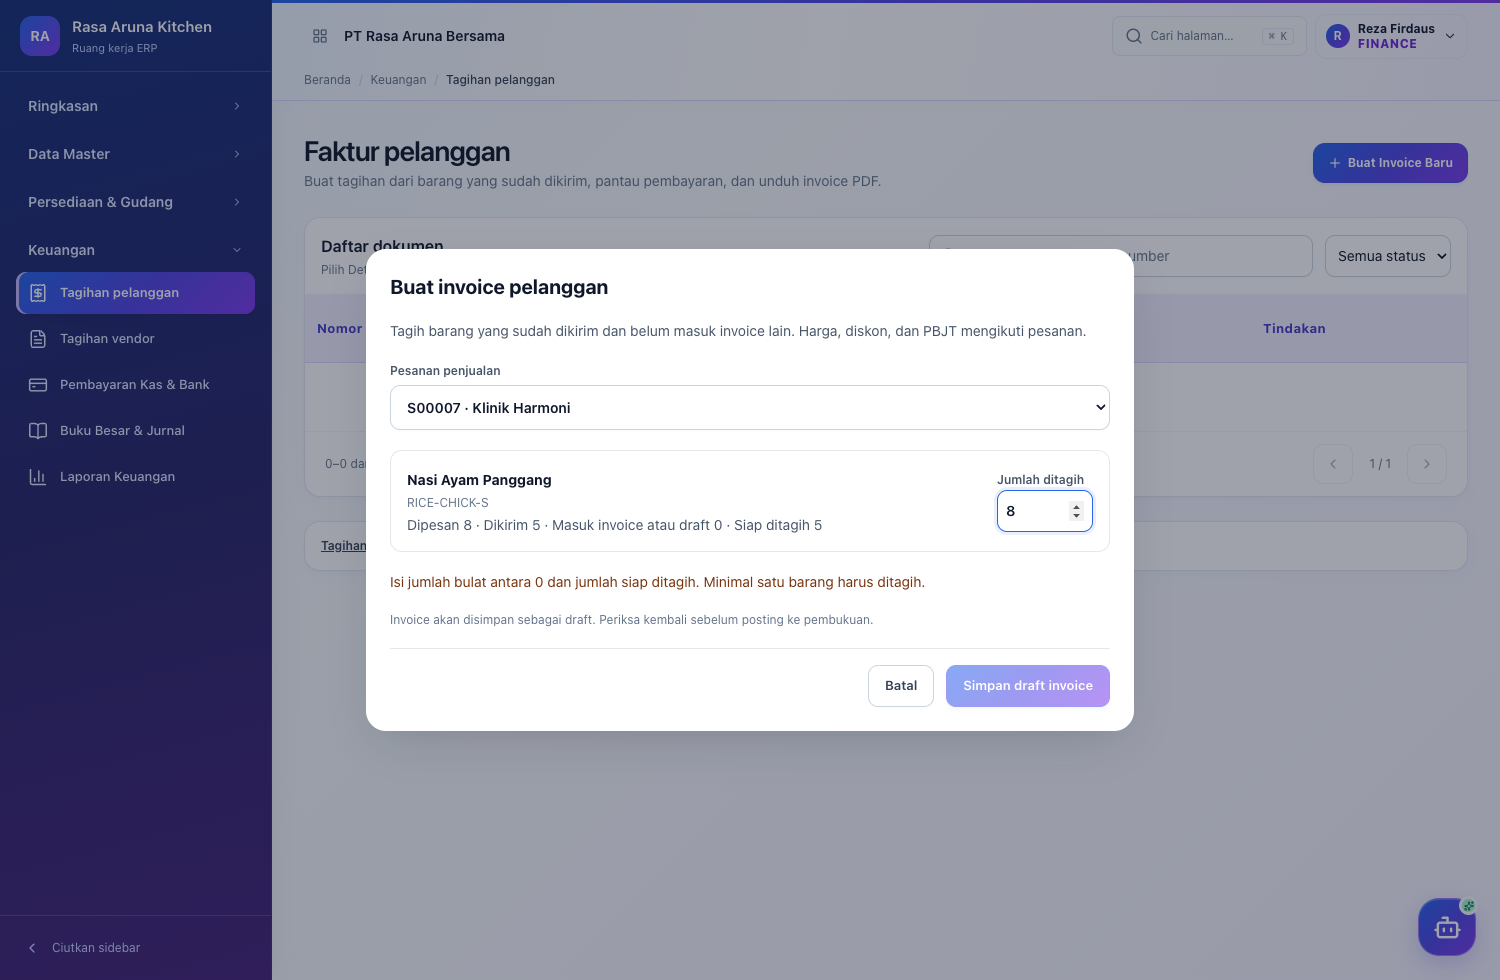 RA
Rasa Aruna Kitchen
Ruang kerja ERP
Ringkasan
Data Master
Persediaan & Gudang
Keuangan
Tagihan pelanggan
Tagihan vendor
Pembayaran Kas & Bank
Buku Besar & Jurnal
Laporan Keuangan
Ciutkan sidebar
PT Rasa Aruna Bersama
Cari halaman...
⌘ K
R
Reza Firdaus
FINANCE
Beranda / Keuangan / Tagihan pelanggan
Faktur pelanggan
Buat tagihan dari barang yang sudah dikirim, pantau pembayaran, dan unduh invoice PDF.
+ Buat Invoice Baru
Daftar dokumen
Pilih
Semua status
Nomor
Tindakan
0–0
1 / 1
Tagihan
Buat invoice pelanggan
Tagih barang yang sudah dikirim dan belum masuk invoice lain. Harga, diskon, dan PBJT mengikuti pesanan.
Pesanan penjualan
S00007 · Klinik Harmoni
Nasi Ayam Panggang
RICE-CHICK-S
Dipesan 8 · Dikirim 5 · Masuk invoice atau draft 0 · Siap ditagih 5
Jumlah ditagih
8
Isi jumlah bulat antara 0 dan jumlah siap ditagih. Minimal satu barang harus ditagih.
Invoice akan disimpan sebagai draft. Periksa kembali sebelum posting ke pembukuan.
Batal
Simpan draft invoice